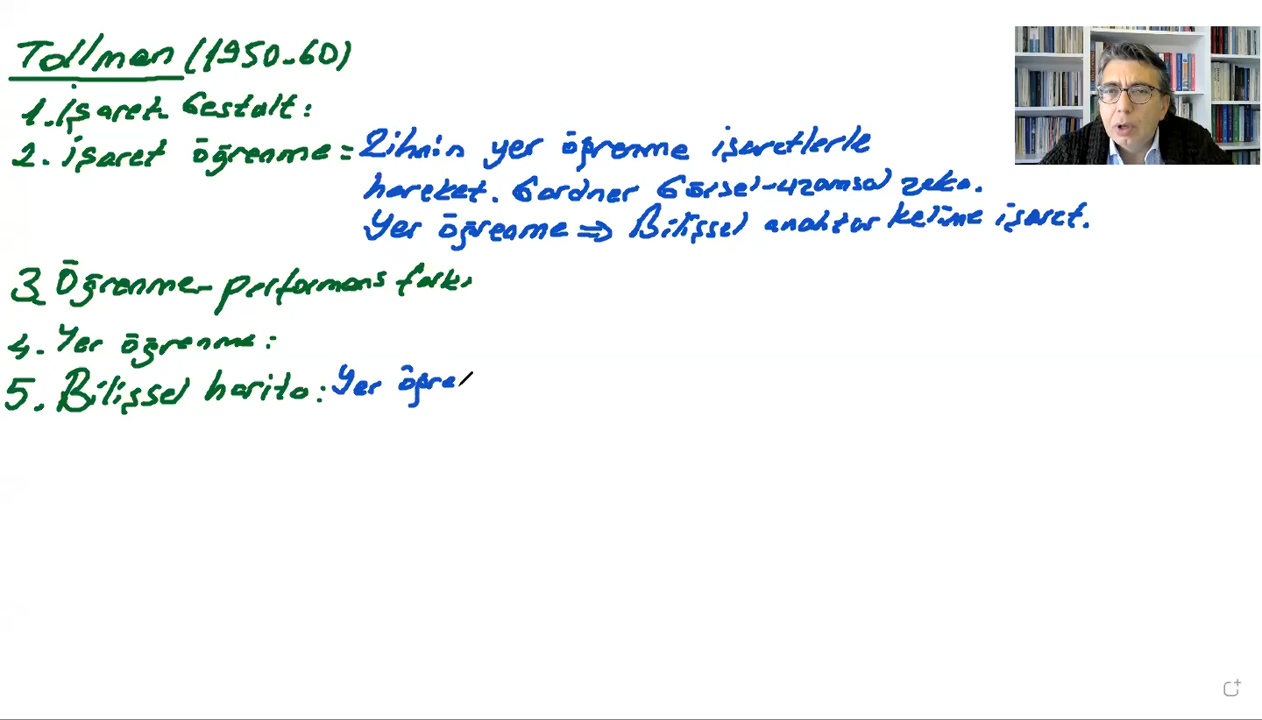 Tollman (1950-60)
1. İşaret- Gestalt:
2. işaret öğrenme = Zihnin yer öğrenme işaretlerle
hareket. Gardner Görsel-uzamsal zeka.
Yer öğrenme => Bilişsel anahtar kelime işaret.
3. Öğrenme- performans farkı
4. Yer öğrenme:
5. Bilişsel harita: Yer öğre